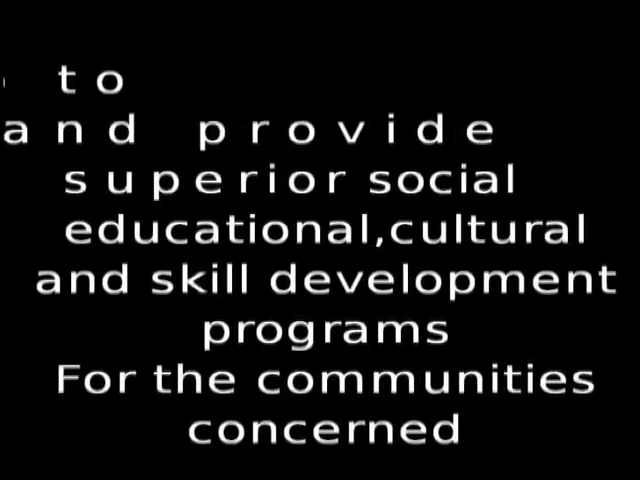 to
and provide
superior social
educational,cultural
and skill development
programs
For the communities
concerned